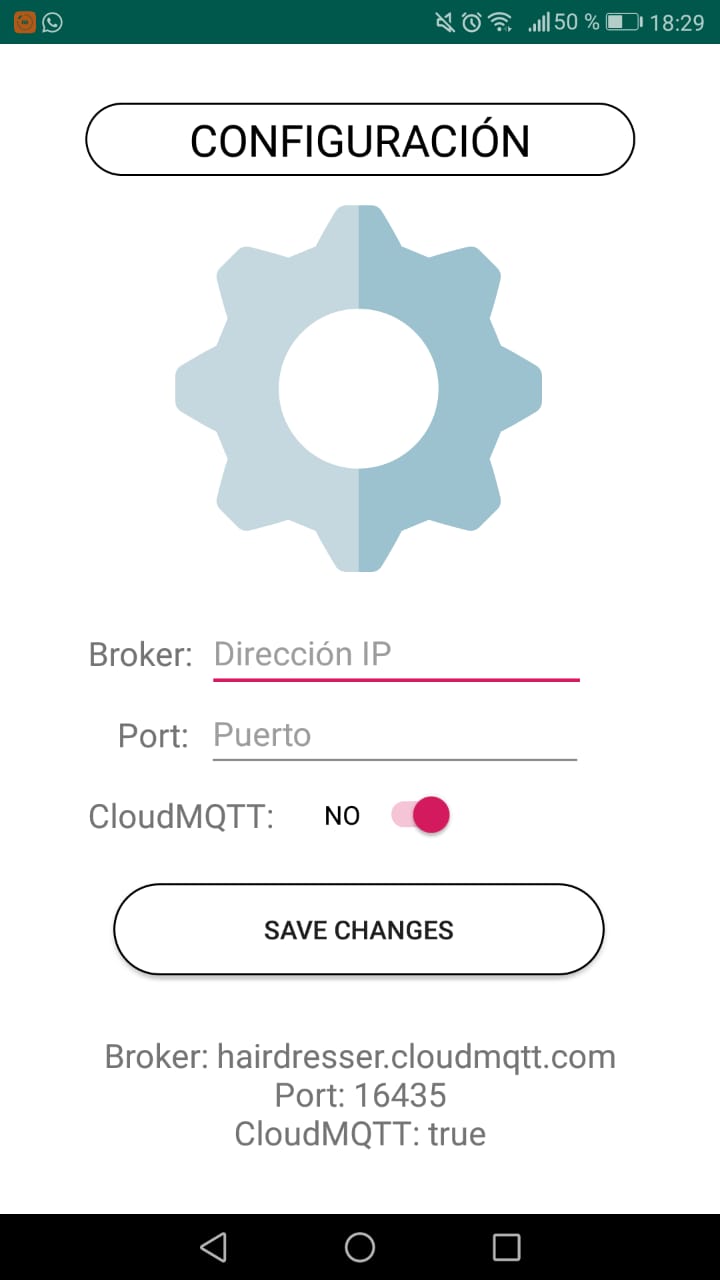 50 % 18:29
CONFIGURACIÓN
Broker: Dirección IP
Port: Puerto
CloudMQTT: NO
SAVE CHANGES
Broker: hairdresser.cloudmqtt.com
Port: 16435
CloudMQTT: true